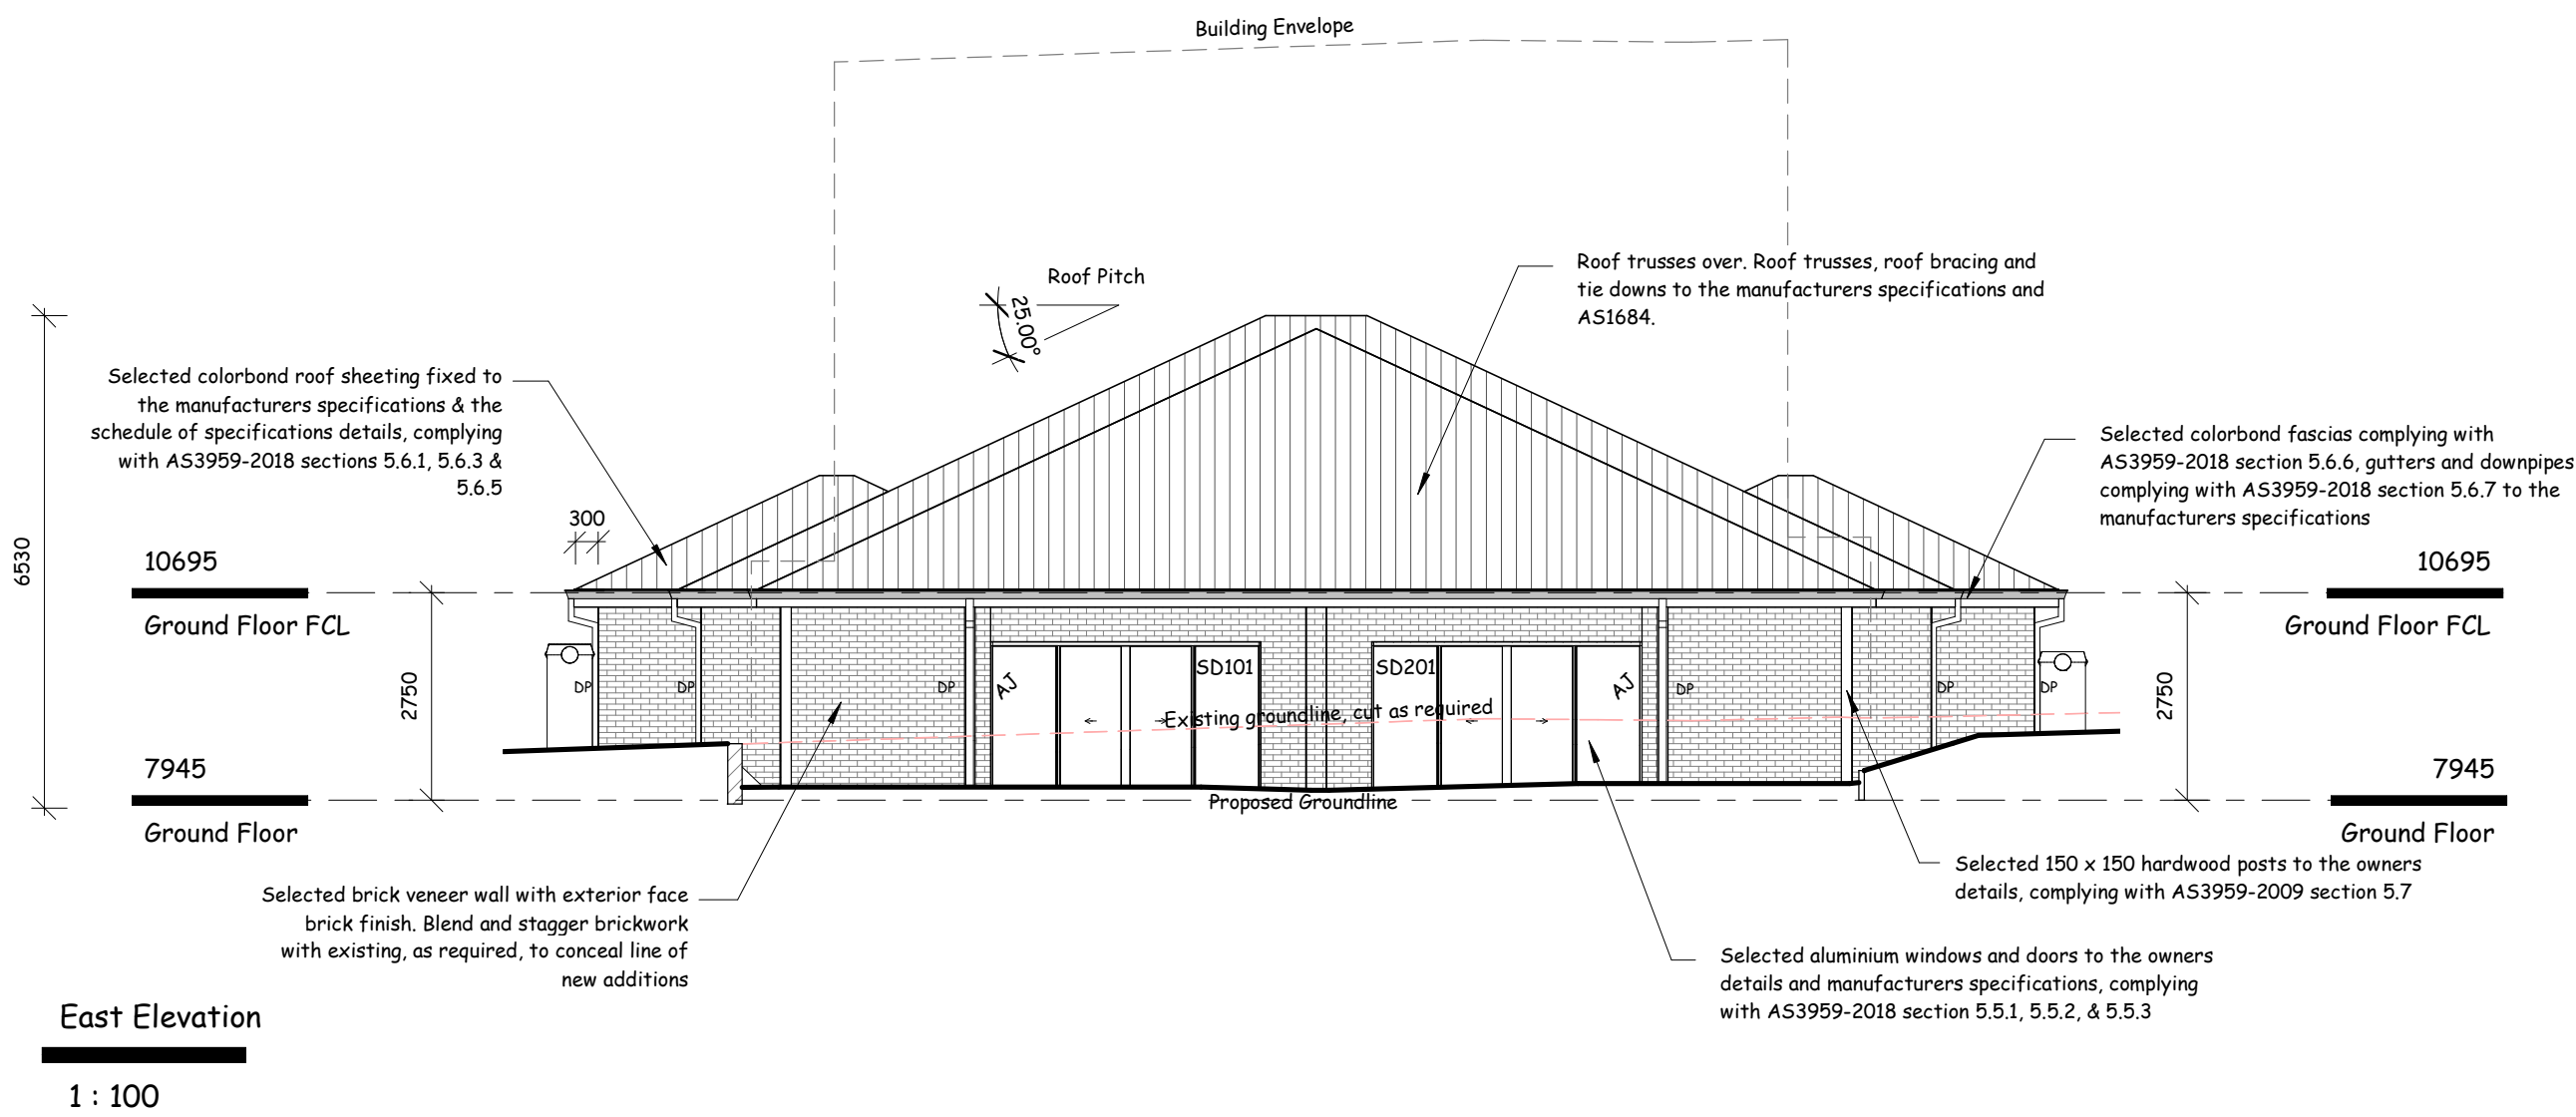 Building Envelope
Roof Pitch
25.00°
Roof trusses over. Roof trusses, roof bracing and
tie downs to the manufacturers specifications and
AS1684.
Selected colorbond roof sheeting fixed to
the manufacturers specifications & the
schedule of specifications details, complying
with AS3959-2018 sections 5.6.1, 5.6.3 &
5.6.5
Selected colorbond fascias complying with
AS3959-2018 section 5.6.6, gutters and downpipes
complying with AS3959-2018 section 5.6.7 to the
manufacturers specifications
300
6530
10695
Ground Floor FCL
10695
Ground Floor FCL
2750
2750
DP
DP
DP
AJ
SD101
SD201
AJ
DP
DP
DP
Existing groundline, cut as required
7945
Ground Floor
Proposed Groundline
7945
Ground Floor
Selected 150 x 150 hardwood posts to the owners
details, complying with AS3959-2009 section 5.7
Selected brick veneer wall with exterior face
brick finish. Blend and stagger brickwork
with existing, as required, to conceal line of
new additions
Selected aluminium windows and doors to the owners
details and manufacturers specifications, complying
with AS3959-2018 section 5.5.1, 5.5.2, & 5.5.3
East Elevation
1 : 100